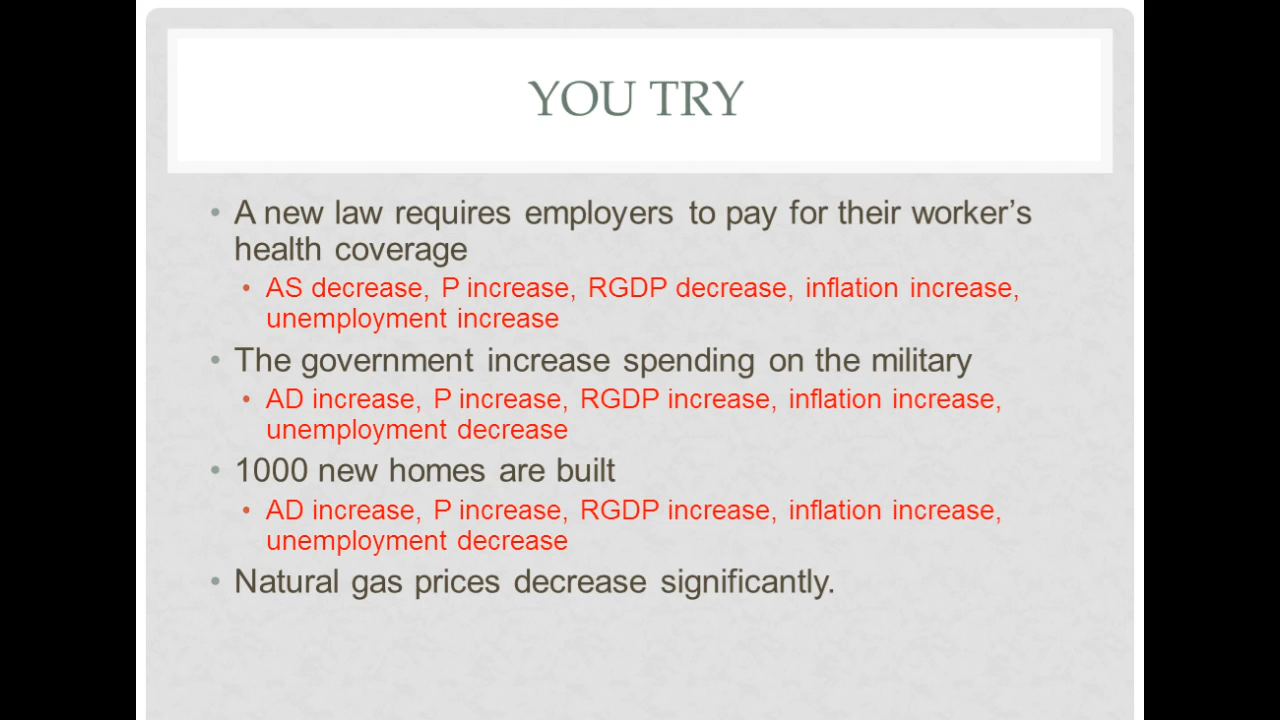 YOU TRY
• A new law requires employers to pay for their worker’s
health coverage
• AS decrease, P increase, RGDP decrease, inflation increase,
unemployment increase
• The government increase spending on the military
• AD increase, P increase, RGDP increase, inflation increase,
unemployment decrease
• 1000 new homes are built
• AD increase, P increase, RGDP increase, inflation increase,
unemployment decrease
• Natural gas prices decrease significantly.